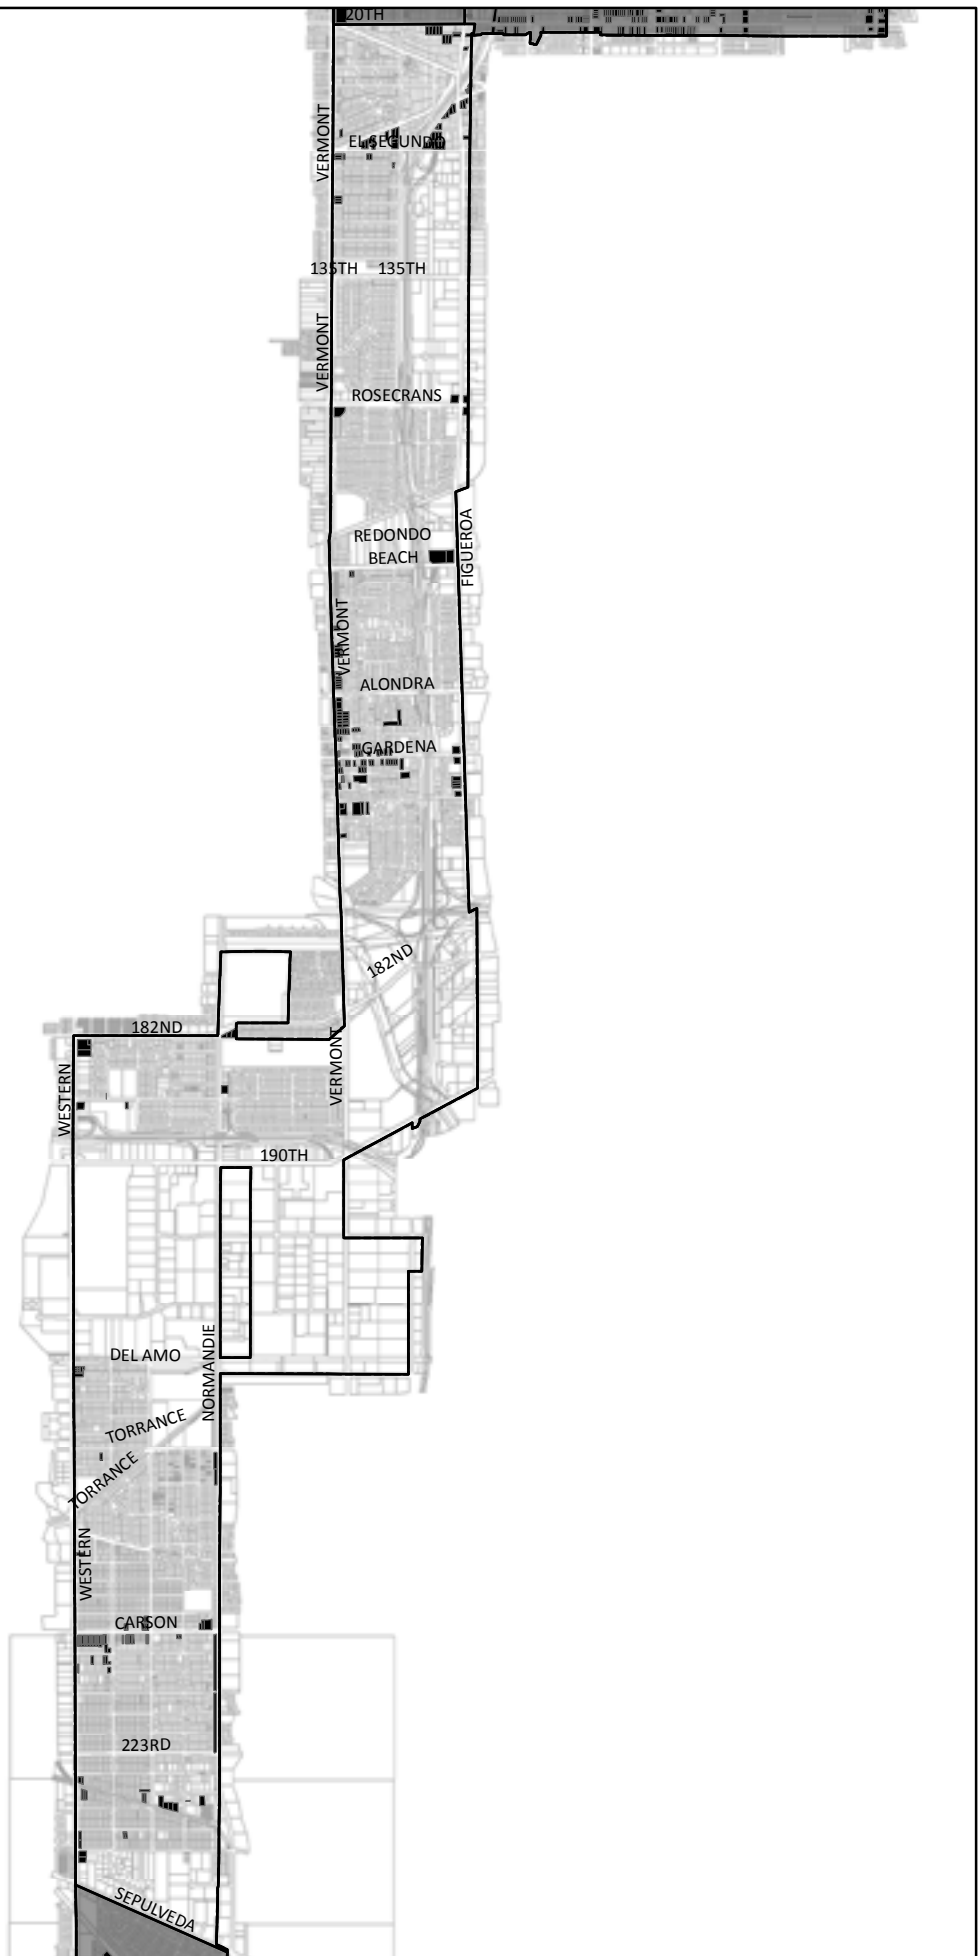 20TH
VERMONT
EL SEGUNDO
135TH 135TH
VERMONT
ROSECRANS
REDONDO
BEACH
FIGUEROA
VERMONT
ALONDRA
GARDENA
182ND
182ND
VERMONT
WESTERN
190TH
DEL AMO
NORMANDIE
TORRANCE
TORRANCE
WESTERN
CARSON
223RD
SEPULVEDA